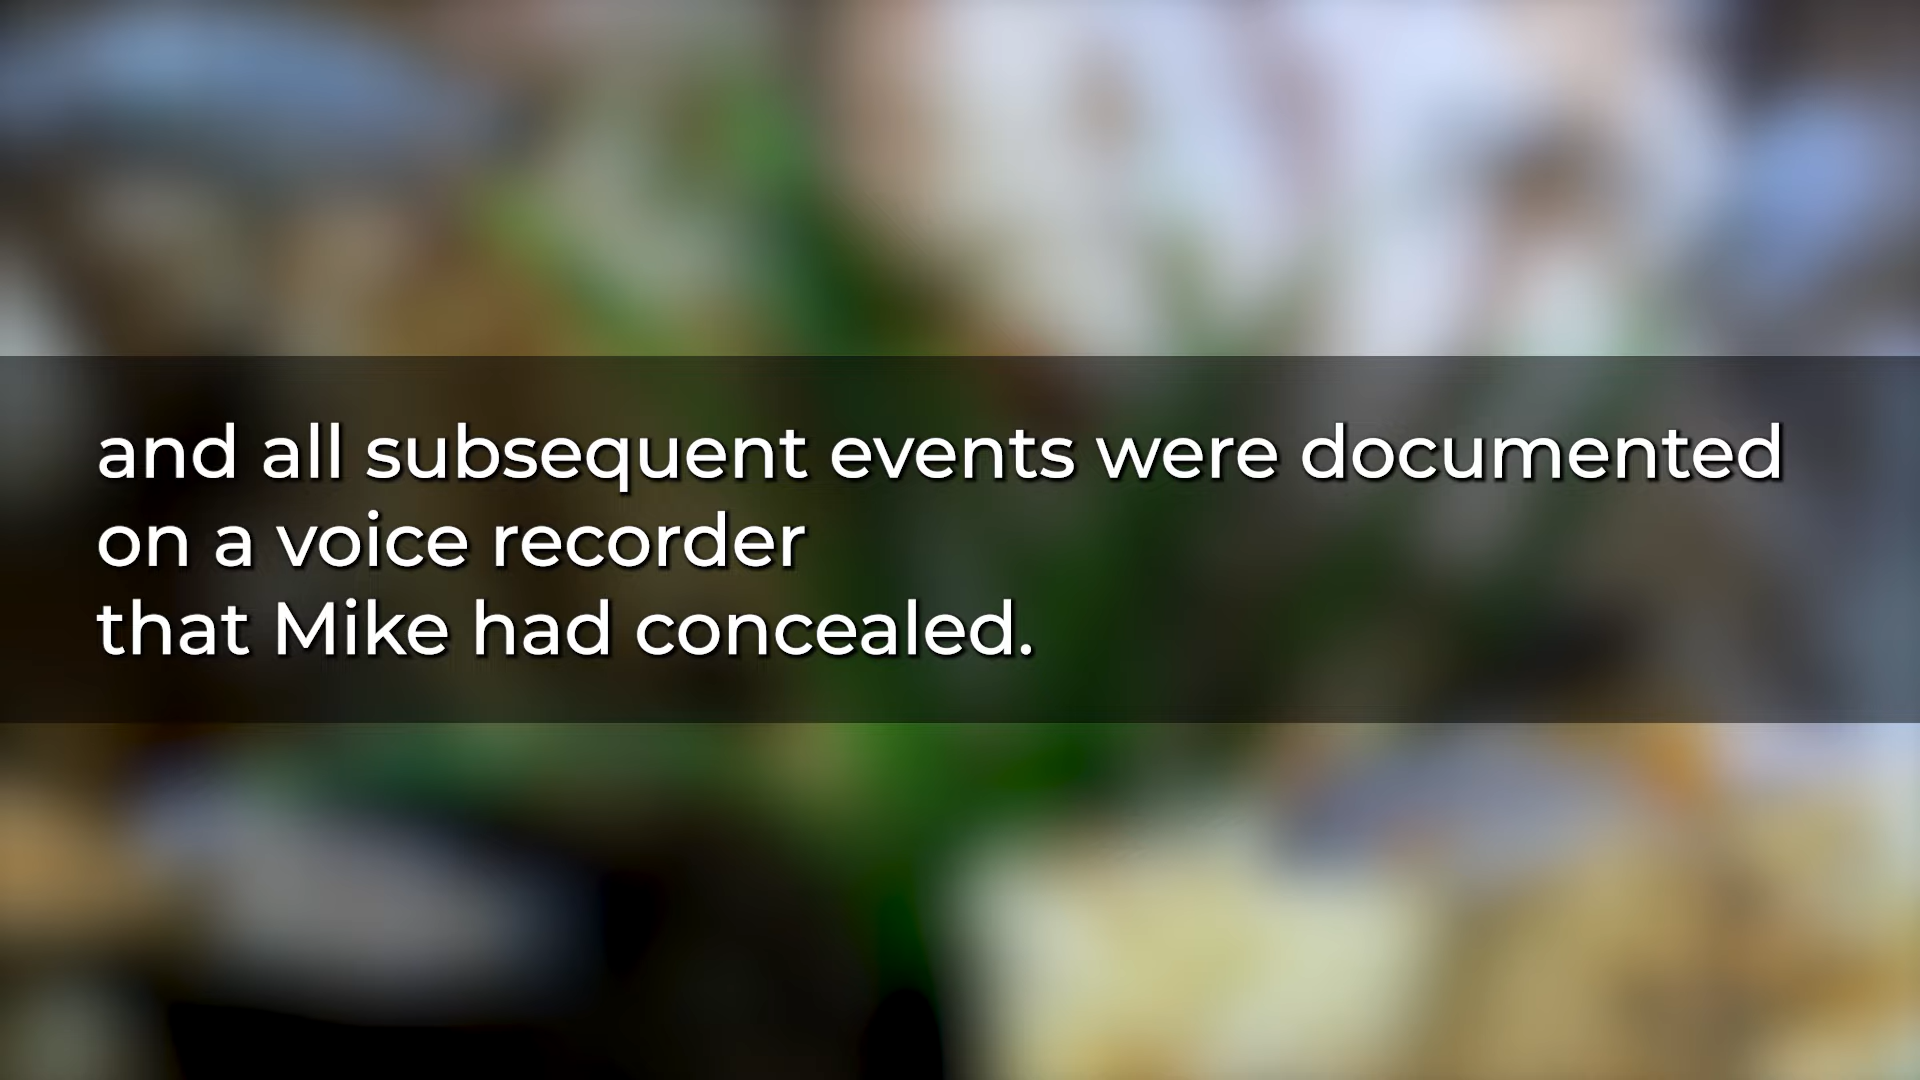 and all subsequent events were documented
on a voice recorder
that Mike had concealed.